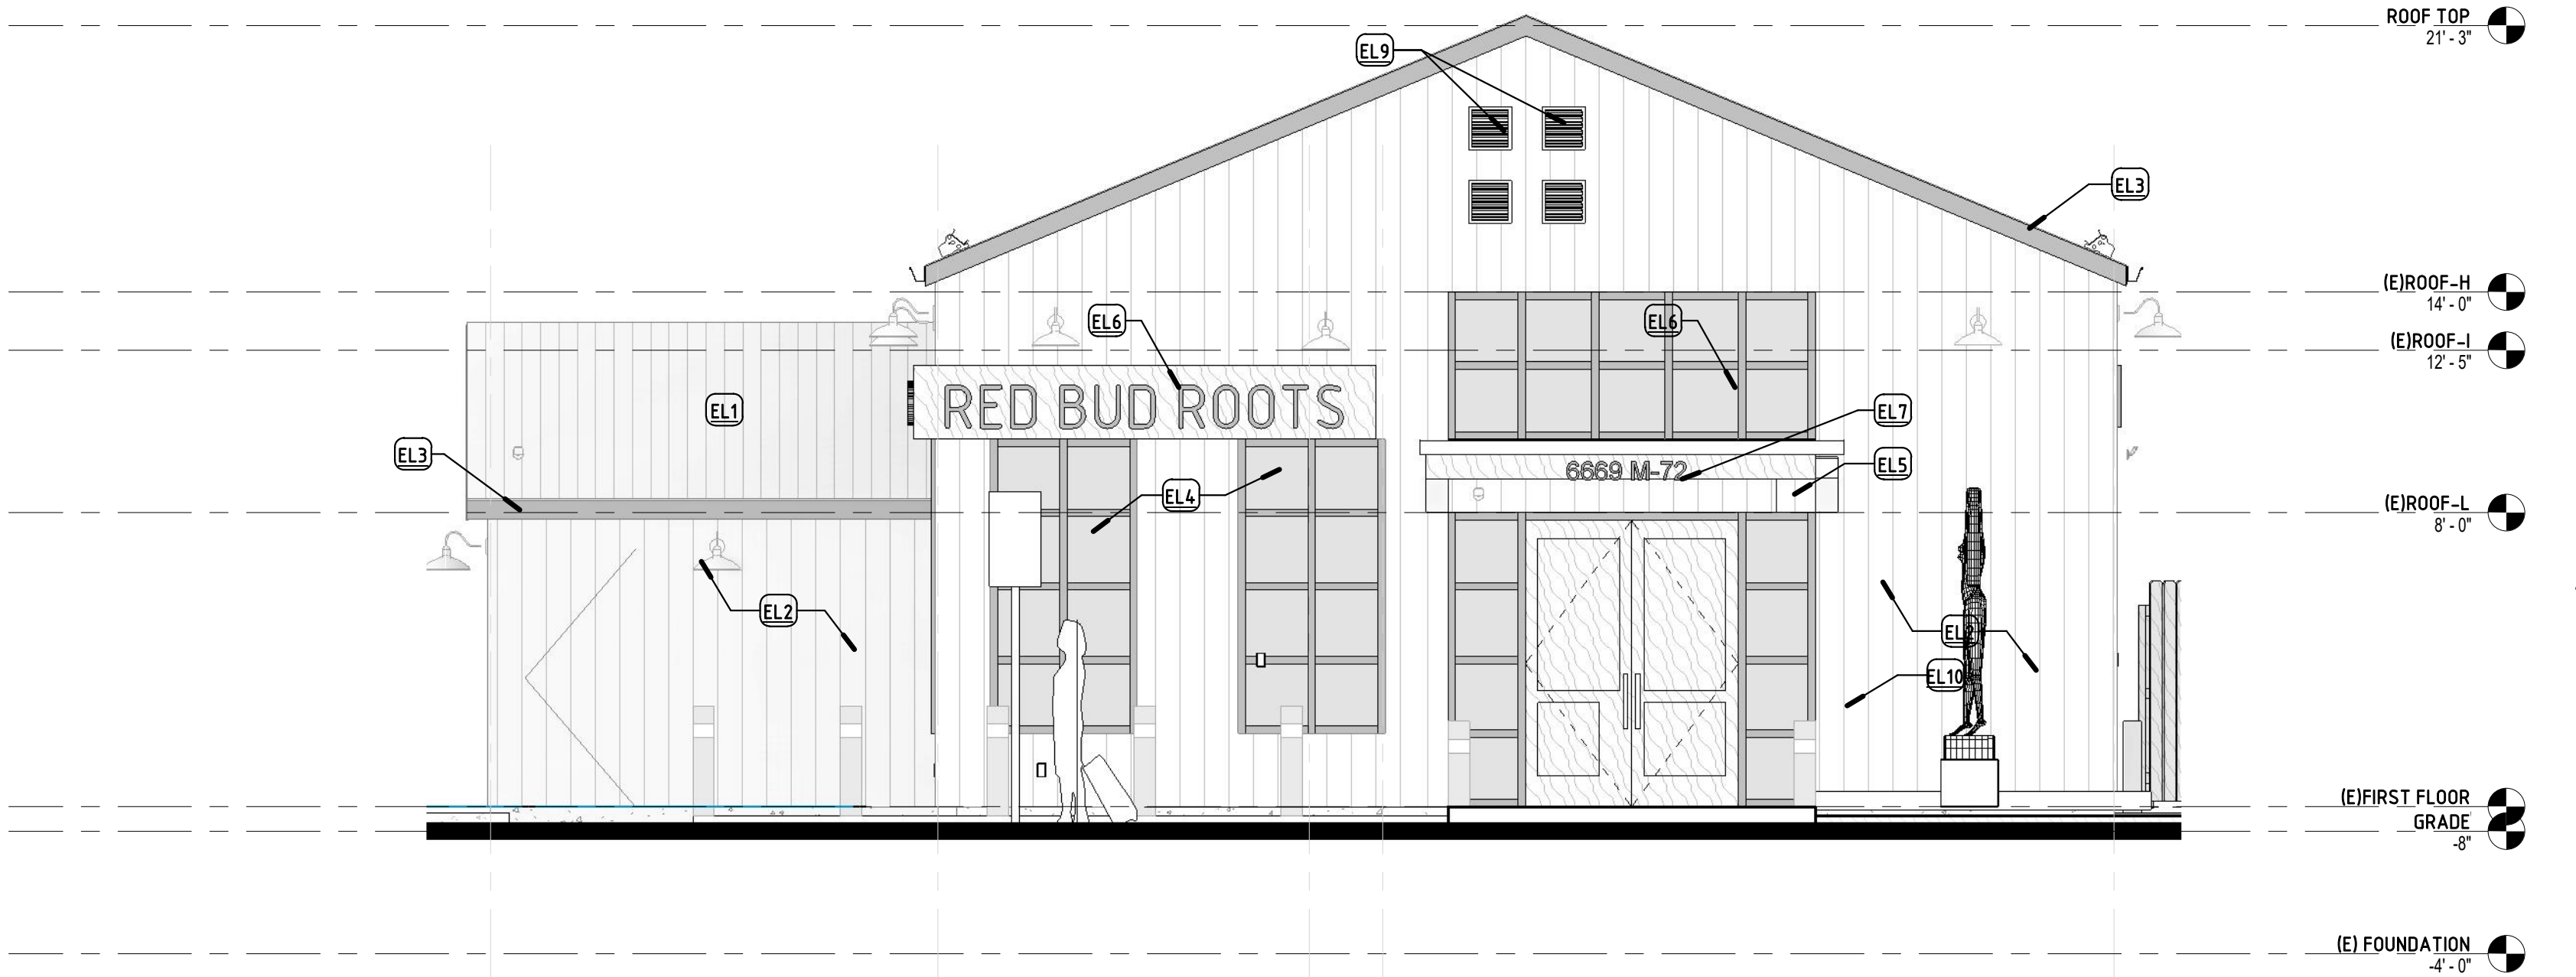 ROOF TOP
21' - 3"
EL9
EL3
(E)ROOF-H
14' - 0"
EL6
EL6
(E)ROOF-I
12' - 5"
EL1
RED BUD ROOTS
EL7
EL3
6669 M-72
EL5
EL4
(E)ROOF-L
8' - 0"
EL2
EL2
EL10
(E)FIRST FLOOR
GRADE
-8"
(E) FOUNDATION
-4' - 0"